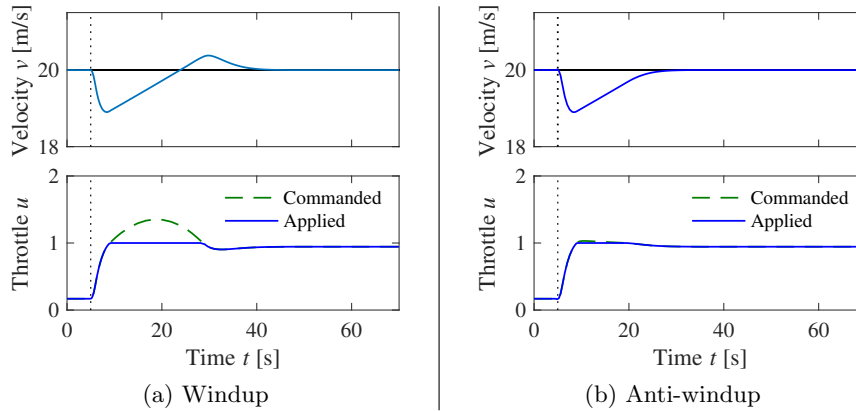 Velocity v [m/s]
20
18
Throttle u
2
1
0
Commanded
Applied
0 20 40 60
Time t [s]
(a) Windup
Velocity v [m/s]
20
18
Throttle u
2
1
0
Commanded
Applied
0 20 40 60
Time t [s]
(b) Anti-windup